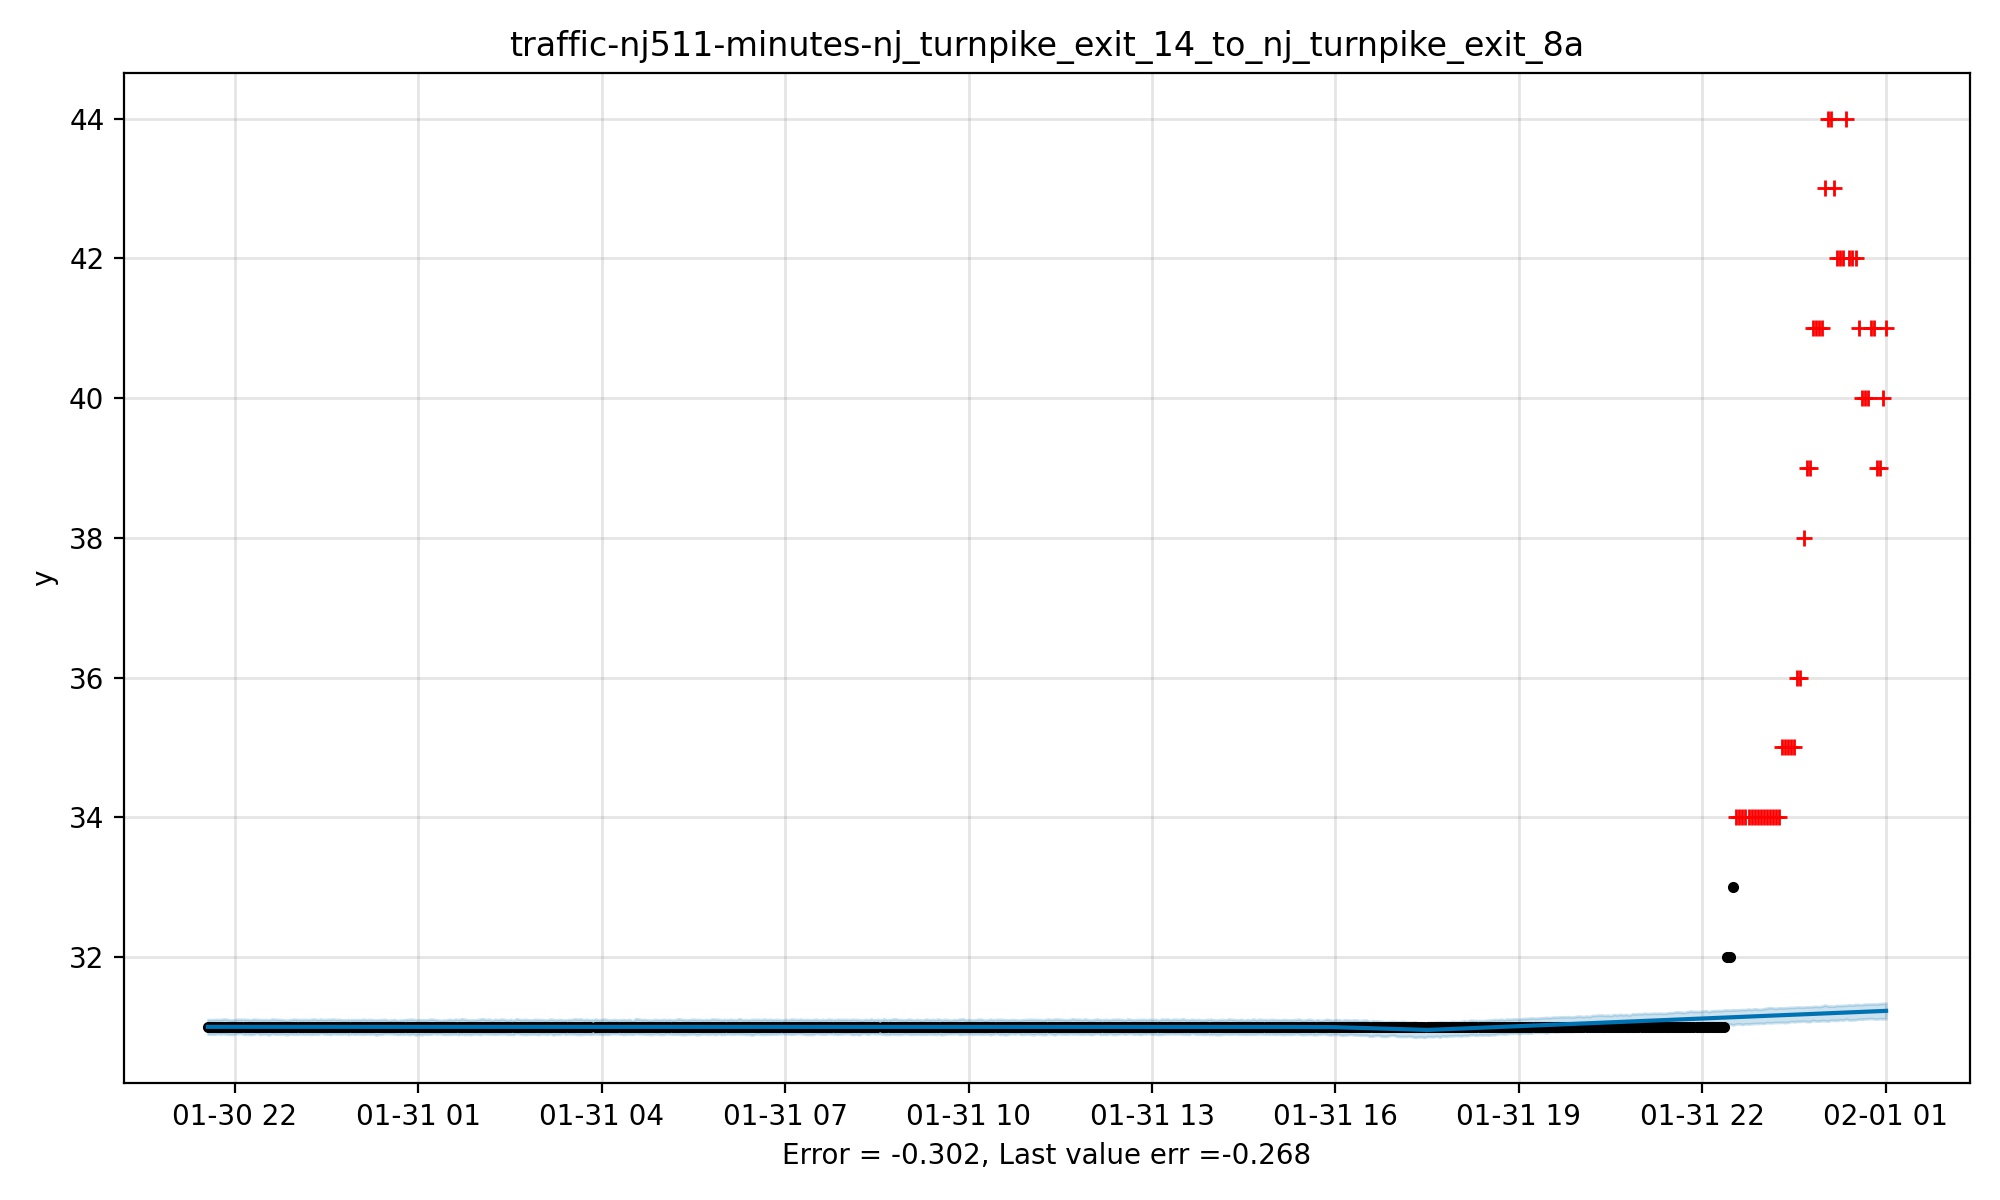 traffic-nj511-minutes-nj_turnpike_exit_14_to_nj_turnpike_exit_8a
44
42
40
38
36
34
32
y
01-30 22 01-31 01 01-31 04 01-31 07 01-31 10 01-31 13 01-31 16 01-31 19 01-31 22 02-01 01
Error = -0.302, Last value err =-0.268